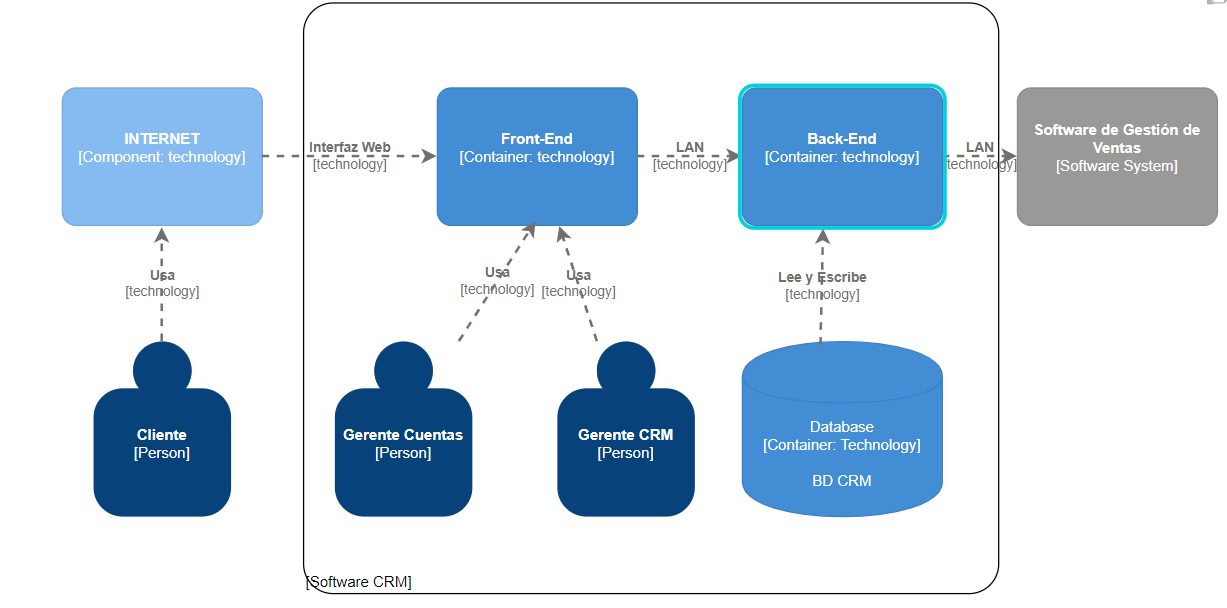 INTERNET
[Component: technology]
Interfaz Web
[technology]
Front-End
[Container: technology]
LAN
[technology]
Back-End
[Container: technology]
LAN
[technology]
Software de Gestión de
Ventas
[Software System]
Usa
[technology]
Usa
[technology]
Usa
[technology]
Lee y Escribe
[technology]
Cliente
[Person]
Gerente Cuentas
[Person]
Gerente CRM
[Person]
Database
[Container: Technology]
BD CRM
[Software CRM]